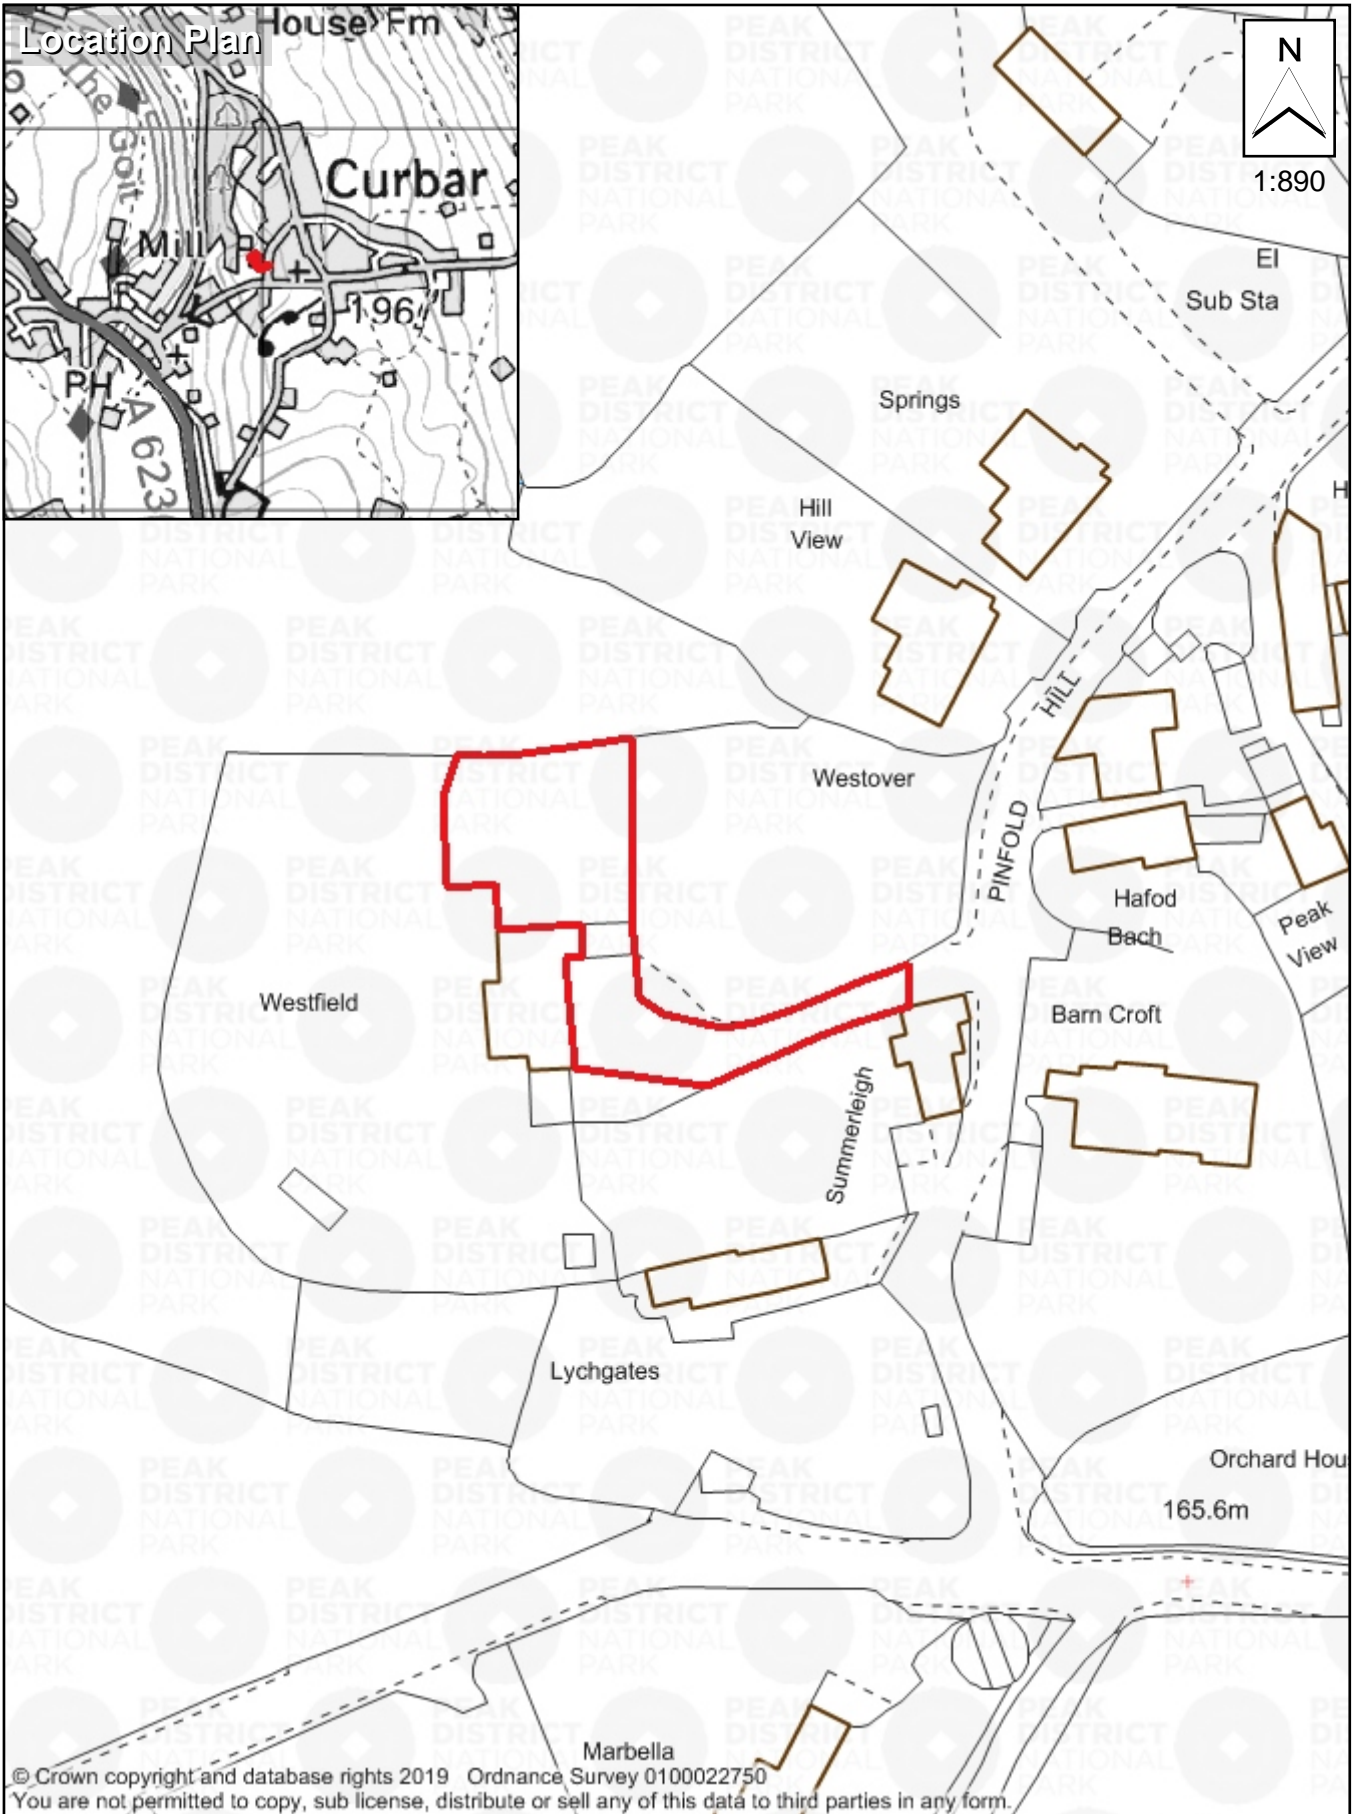 Location Plan
House Fm
The Goit
Curbar
Mill
196
PH
A 623
N
1:890
El
Sub Sta
Springs
Hill
View
HILL
PINFOLD
Westover
Hafod
Bach
Peak
View
Westfield
Barn Croft
Summerleigh
Lychgates
Orchard Hou
165.6m
Marbella
© Crown copyright and database rights 2019 Ordnance Survey 0100022750
You are not permitted to copy, sub license, distribute or sell any of this data to third parties in any form.
PEAK
DISTRICT
NATIONAL
PARK